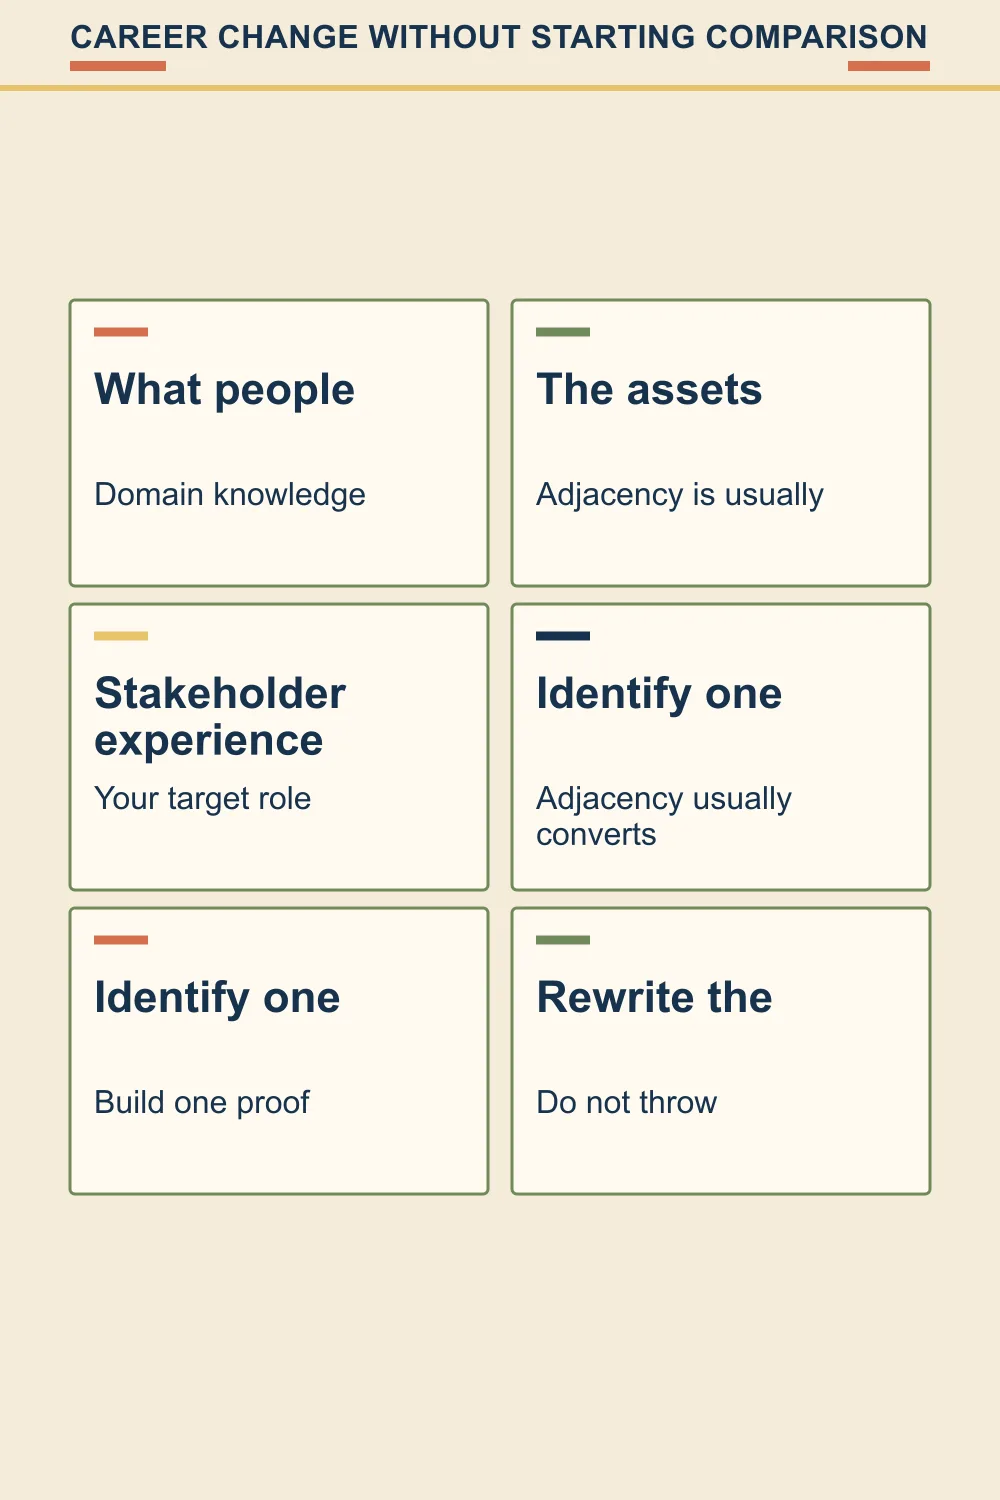 CAREER CHANGE WITHOUT STARTING COMPARISON
What people
Domain knowledge
The assets
Adjacency is usually
Stakeholder
experience
Your target role
Identify one
Adjacency usually
converts
Identify one
Build one proof
Rewrite the
Do not throw